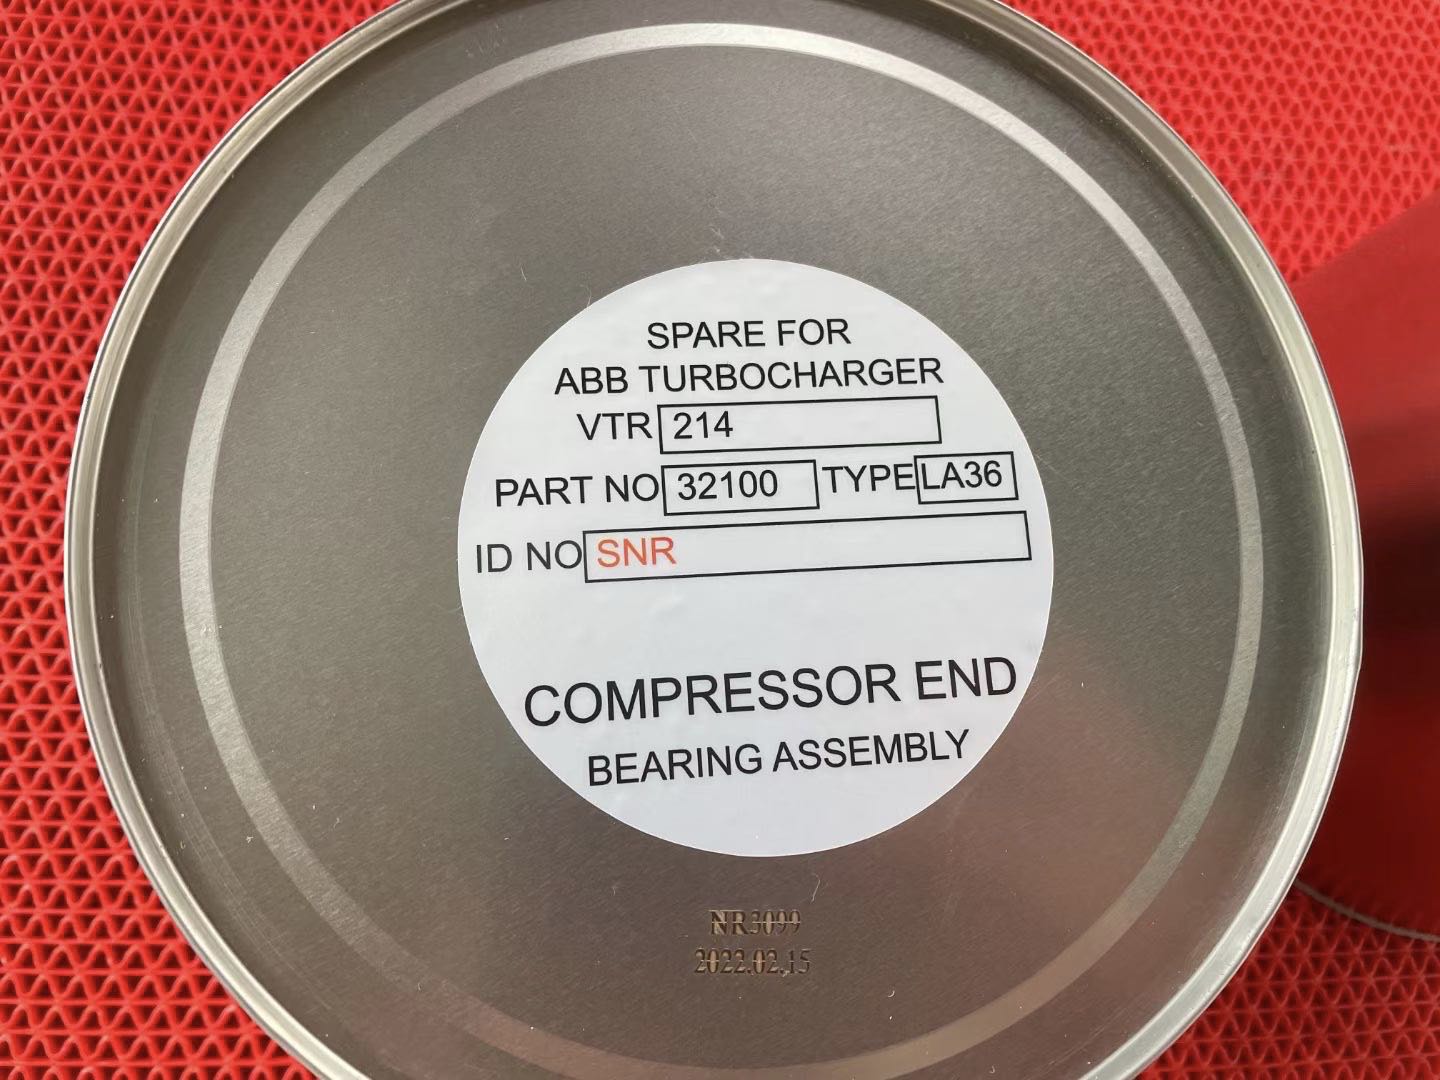 SPARE FOR
ABB TURBOCHARGER
VTR 214
PART NO 32100 TYPE LA36
ID NO SNR
COMPRESSOR END
BEARING ASSEMBLY
NR3099
2022.02.15